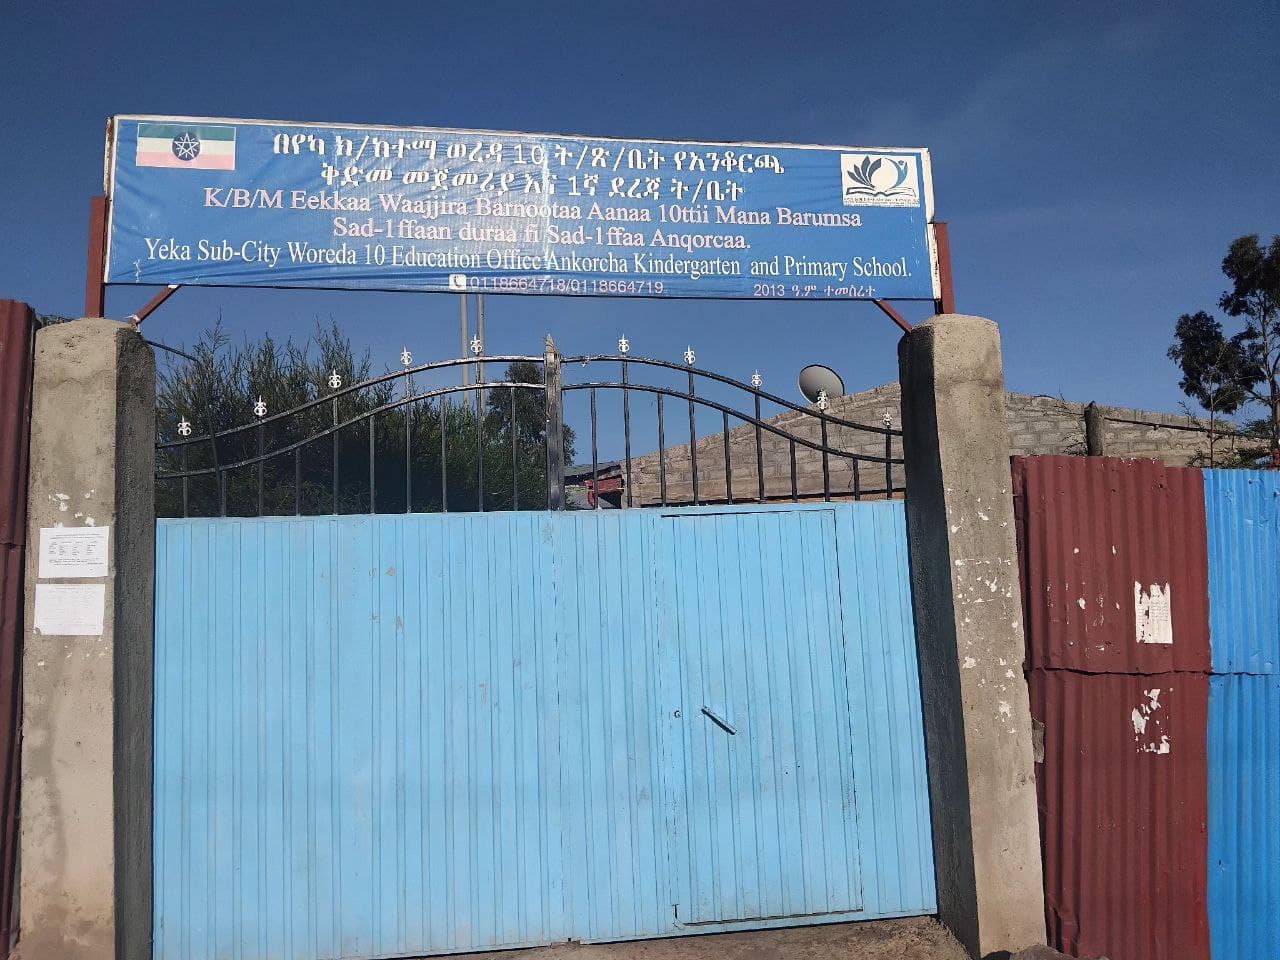 በየካ ክ/ከተማ ወረዳ 10 ት/ጽ/ቤት የአንቆርጫ
ቅድመ መጀመሪያ እና 1ኛ ደረጃ ት/ቤት
K/B/M Eekkaa Waajjira Barnootaa Aanaa 10ttii Mana Barumsa
Sad-1ffaan duraa fi Sad-1ffaa Anqorcaa.
Yeka Sub-City Woreda 10 Education Office Ankorcha Kindergarten and Primary School.
0118664718/0118664719
2013 ዓ.ም ተመሰረተ